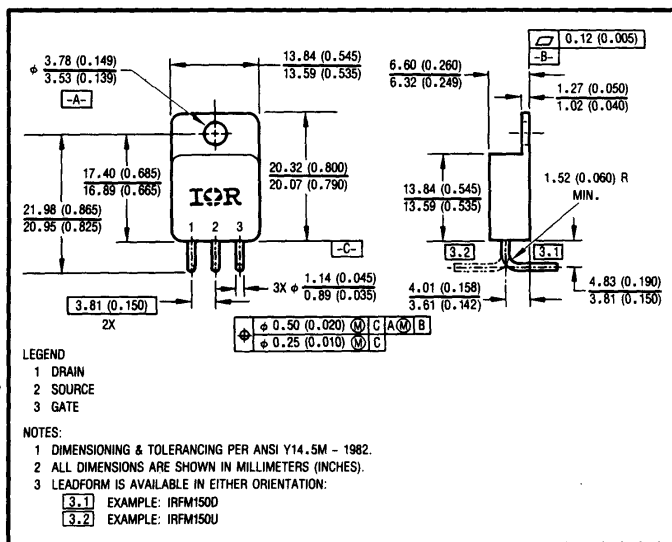 ⏥ 0.12 (0.005)
-B-
φ 3.78 (0.149)
3.53 (0.139)
-A-
13.84 (0.545)
13.59 (0.535)
6.60 (0.260)
6.32 (0.249)
1.27 (0.050)
1.02 (0.040)
17.40 (0.685)
16.89 (0.665)
20.32 (0.800)
20.07 (0.790)
21.98 (0.865)
20.95 (0.825)
IOR
1 2 3
-C-
13.84 (0.545)
13.59 (0.535)
1.52 (0.060) R
MIN.
3.2
3.1
3.81 (0.150)
2X
3X φ 1.14 (0.045)
0.89 (0.035)
4.01 (0.158)
3.61 (0.142)
4.83 (0.190)
3.81 (0.150)
⌖ φ 0.50 (0.020) Ⓜ C A Ⓜ B
φ 0.25 (0.010) Ⓜ C
LEGEND
1 DRAIN
2 SOURCE
3 GATE
NOTES:
1 DIMENSIONING & TOLERANCING PER ANSI Y14.5M – 1982.
2 ALL DIMENSIONS ARE SHOWN IN MILLIMETERS (INCHES).
3 LEADFORM IS AVAILABLE IN EITHER ORIENTATION:
3.1 EXAMPLE: IRFM150D
3.2 EXAMPLE: IRFM150U